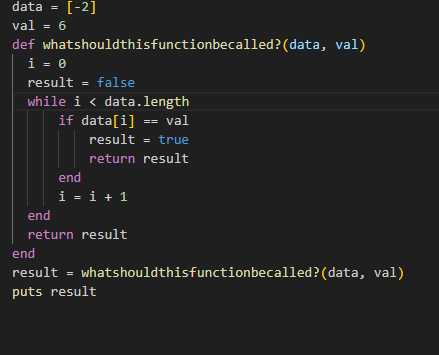 data = [-2]
val = 6
def whatshouldthisfunctionbecalled?(data, val)
  i = 0
  result = false
  while i < data.length
      if data[i] == val
          result = true
          return result
      end
      i = i + 1
  end
  return result
end
result = whatshouldthisfunctionbecalled?(data, val)
puts result